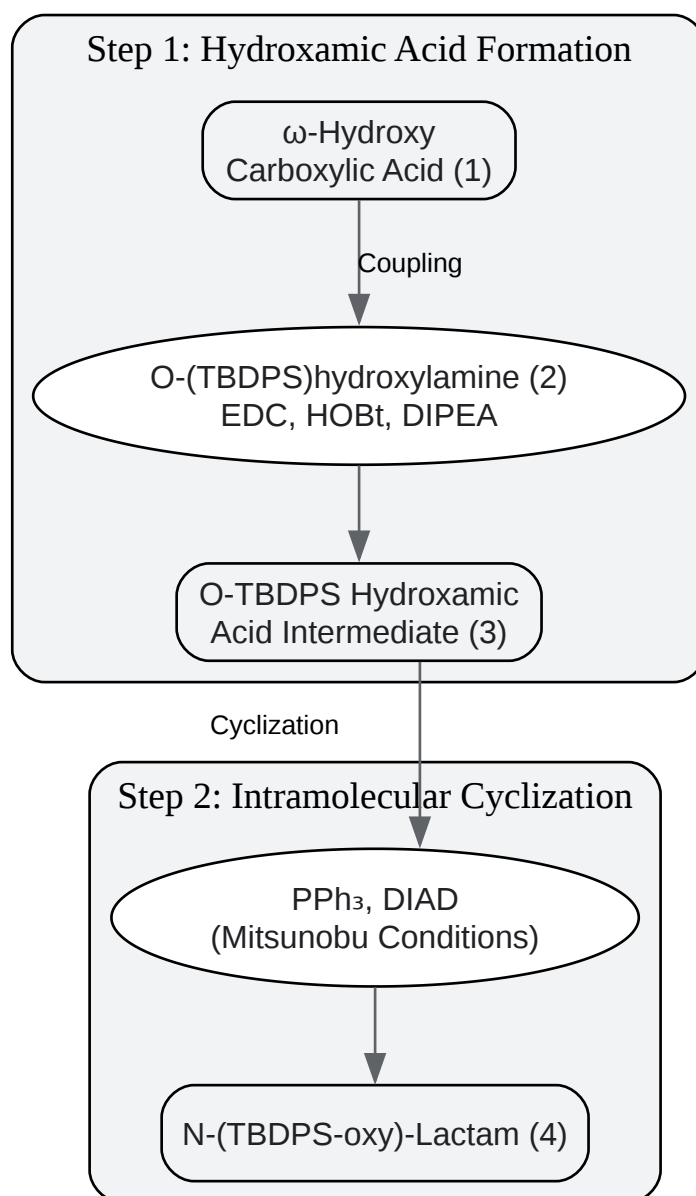 Step 1: Hydroxamic Acid Formation
ω-Hydroxy
Carboxylic Acid (1)
Coupling
O-(TBDPS)hydroxylamine (2)
EDC, HOBt, DIPEA
O-TBDPS Hydroxamic
Acid Intermediate (3)
Cyclization
Step 2: Intramolecular Cyclization
PPh₃, DIAD
(Mitsunobu Conditions)
N-(TBDPS-oxy)-Lactam (4)